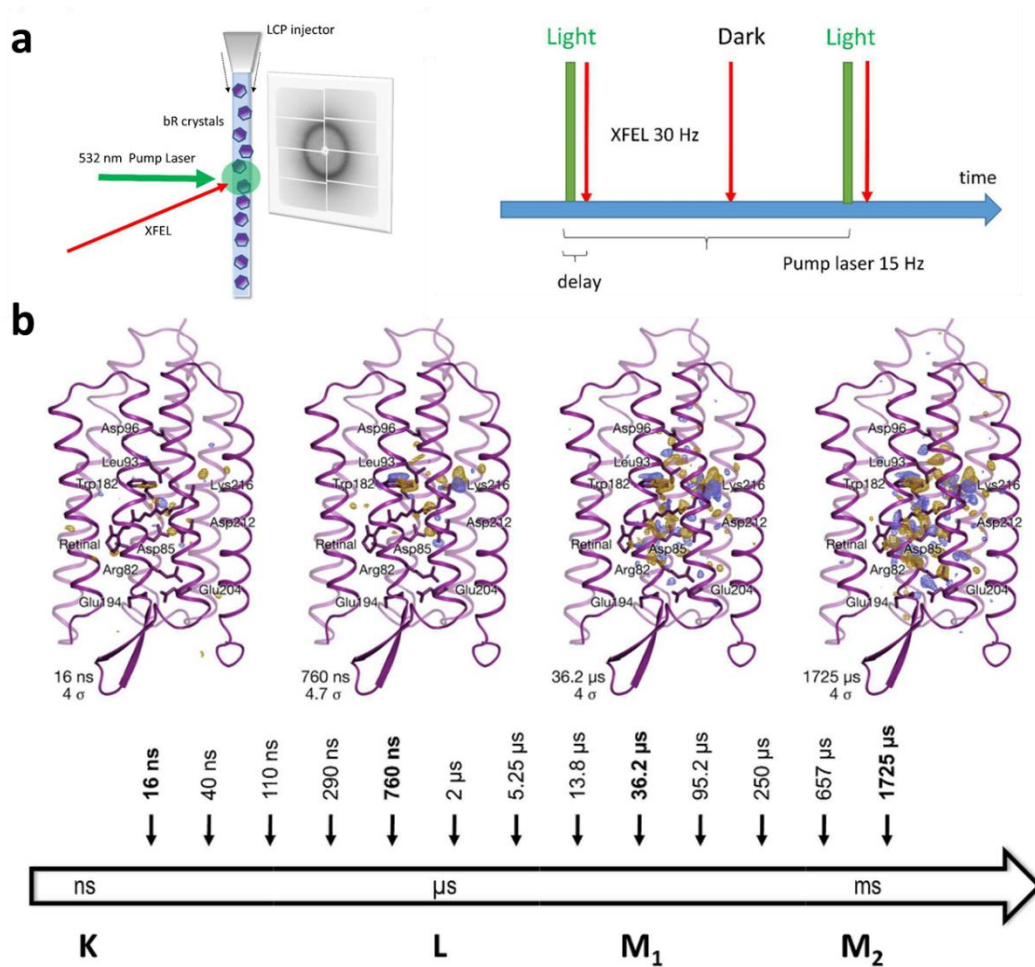 a
LCP injector
bR crystals
532 nm Pump Laser
XFEL
Light
Dark
Light
XFEL 30 Hz
time
delay
Pump laser 15 Hz
b
Asp96
Leu93
Trp182
Lys216
Asp212
Retinal
Asp85
Arg82
Glu194
Glu204
16 ns
4 σ
Asp96
Leu93
Trp182
Lys216
Asp212
Retinal
Asp85
Arg82
Glu194
Glu204
760 ns
4.7 σ
Asp96
Leu93
Trp182
Lys216
Asp212
Retinal
Asp85
Arg82
Glu194
Glu204
36.2 µs
4 σ
Asp96
Leu93
Trp182
Lys216
Asp212
Retinal
Asp85
Arg82
Glu194
Glu204
1725 µs
4 σ
16 ns
40 ns
110 ns
290 ns
760 ns
2 µs
5.25 µs
13.8 µs
36.2 µs
95.2 µs
250 µs
657 µs
1725 µs
ns
µs
ms
K
L
M1
M2